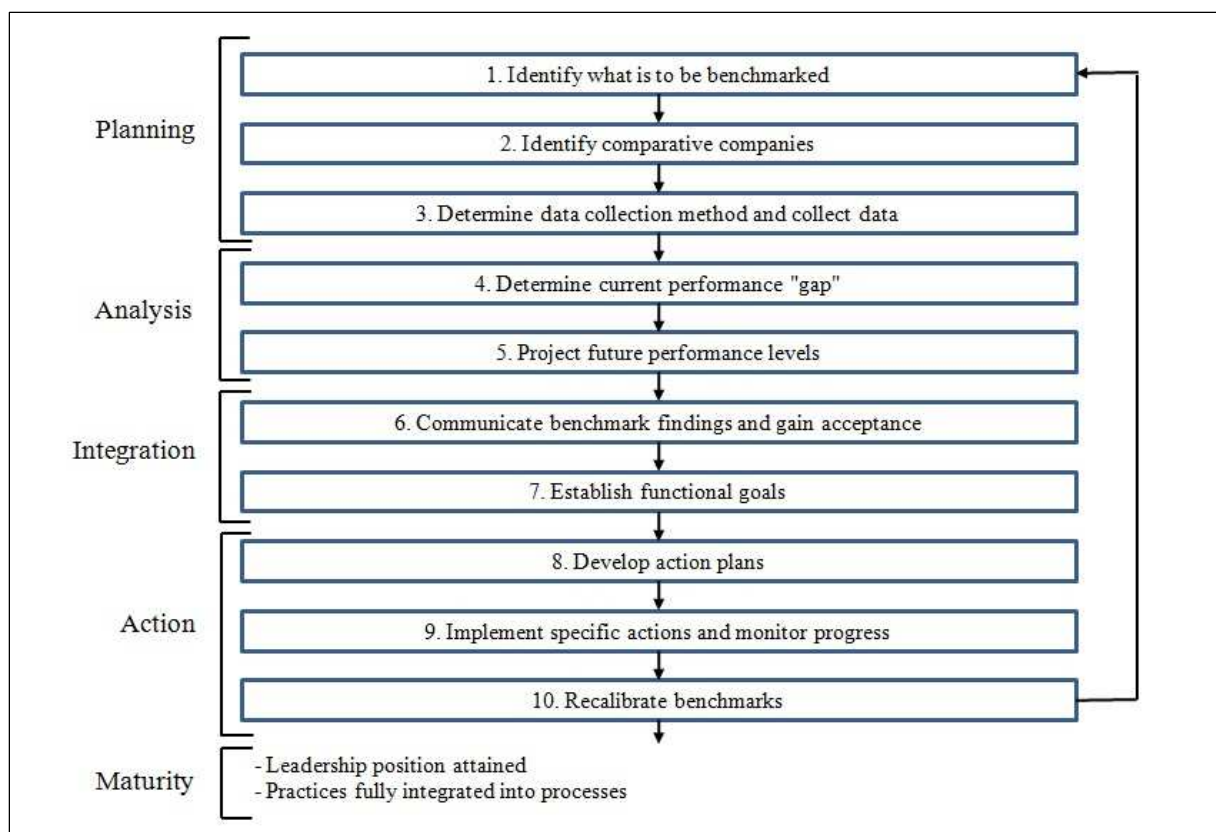 Planning
1. Identify what is to be benchmarked
2. Identify comparative companies
3. Determine data collection method and collect data
Analysis
4. Determine current performance "gap"
5. Project future performance levels
Integration
6. Communicate benchmark findings and gain acceptance
7. Establish functional goals
Action
8. Develop action plans
9. Implement specific actions and monitor progress
10. Recalibrate benchmarks
Maturity
- Leadership position attained
- Practices fully integrated into processes